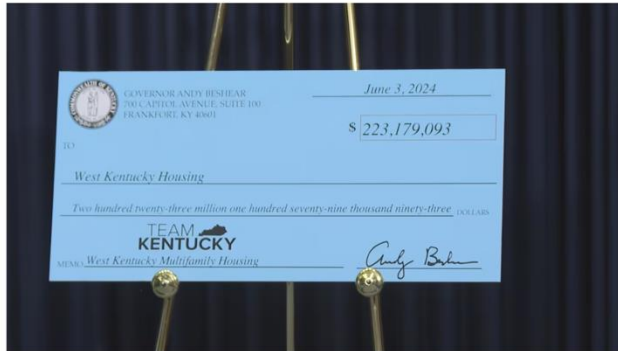 GOVERNOR ANDY BESHEAR
700 CAPITOL AVENUE, SUITE 100
FRANKFORT, KY 40601
June 3, 2024
$ 223,179,093
TO
West Kentucky Housing
Two hundred twenty-three million one hundred seventy-nine thousand ninety-three DOLLARS
TEAM
KENTUCKY
MEMO West Kentucky Multifamily Housing
Andy Beshear